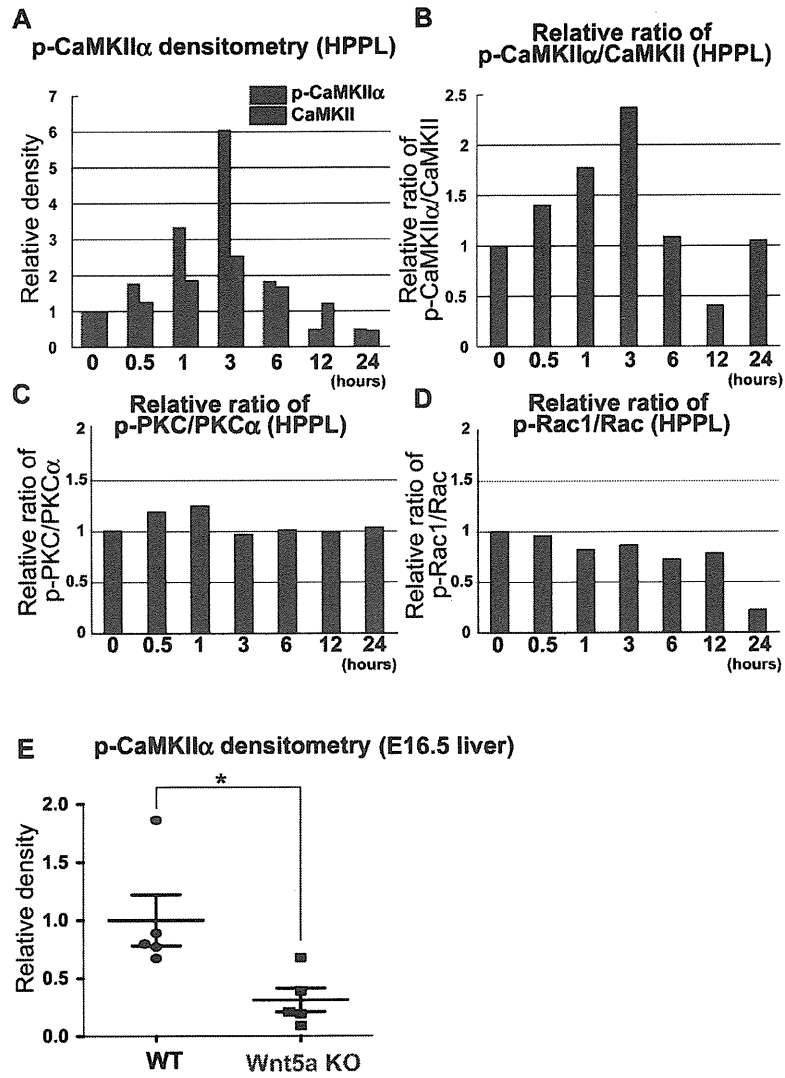 A
p-CaMKIIα densitometry (HPPL)
Relative density
7
6
5
4
3
2
1
0
p-CaMKIIα
CaMKII
0 0.5 1 3 6 12 24
(hours)
B
Relative ratio of
p-CaMKIIα/CaMKII (HPPL)
Relative ratio of
p-CaMKIIα/CaMKII
2.5
2
1.5
1
0.5
0
0 0.5 1 3 6 12 24
(hours)
C
Relative ratio of
p-PKC/PKCα (HPPL)
Relative ratio of
p-PKC/PKCα
2
1.5
1
0.5
0
0 0.5 1 3 6 12 24
(hours)
D
Relative ratio of
p-Rac1/Rac (HPPL)
Relative ratio of
p-Rac1/Rac
2
1.5
1
0.5
0
0 0.5 1 3 6 12 24
(hours)
E
p-CaMKIIα densitometry (E16.5 liver)
Relative density
2.0
1.5
1.0
0.5
0.0
*
WT Wnt5a KO